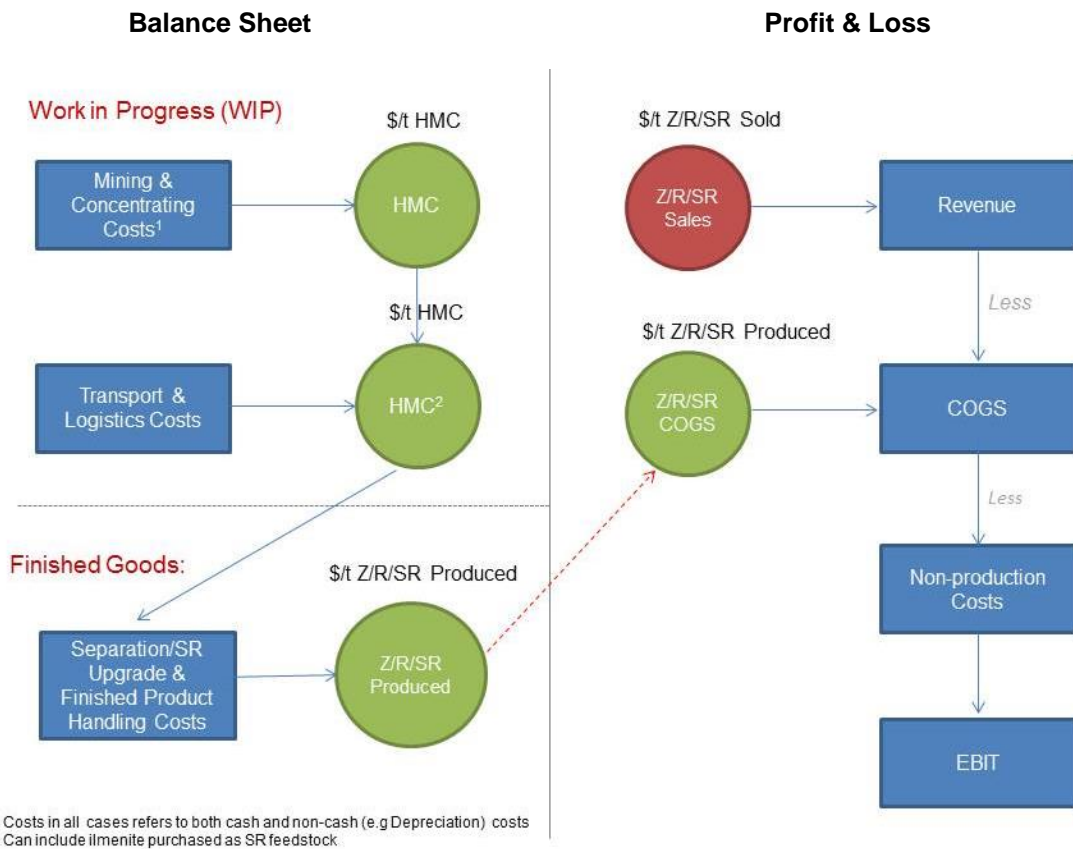 Balance Sheet
Profit & Loss
Work in Progress (WIP)
$/t HMC
Mining &
Concentrating
Costs¹
HMC
$/t HMC
Transport &
Logistics Costs
HMC²
Finished Goods:
$/t Z/R/SR Produced
Separation/SR
Upgrade &
Finished Product
Handling Costs
Z/R/SR
Produced
$/t Z/R/SR Sold
Z/R/SR
Sales
Revenue
Less
$/t Z/R/SR Produced
Z/R/SR
COGS
COGS
Less
Non-production
Costs
EBIT
Costs in all cases refers to both cash and non-cash (e.g Depreciation) costs
Can include ilmenite purchased as SR feedstock